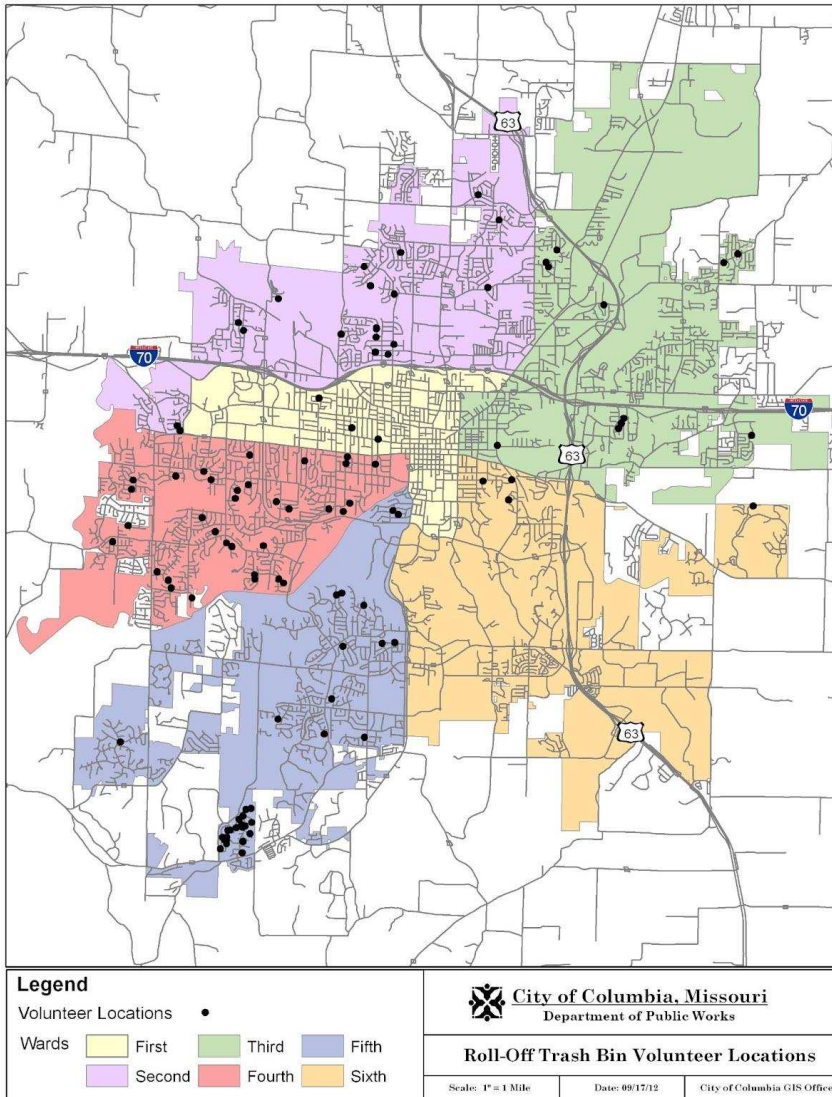 63
70
70
63
63
Legend
Volunteer Locations
Wards
First
Third
Fifth
Second
Fourth
Sixth
City of Columbia, Missouri
Department of Public Works
Roll-Off Trash Bin Volunteer Locations
Scale: 1" = 1 Mile
Date: 09/17/12
City of Columbia GIS Office